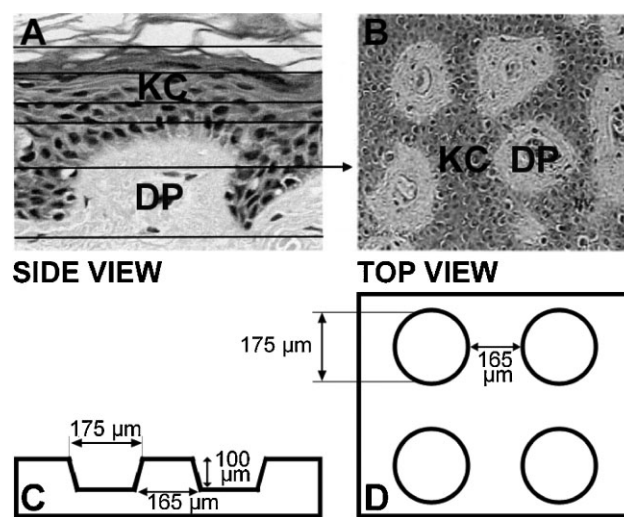 A
KC
DP
B
KC DP
SIDE VIEW
TOP VIEW
175 µm
165
µm
175 µm
100
µm
165 µm
C
D